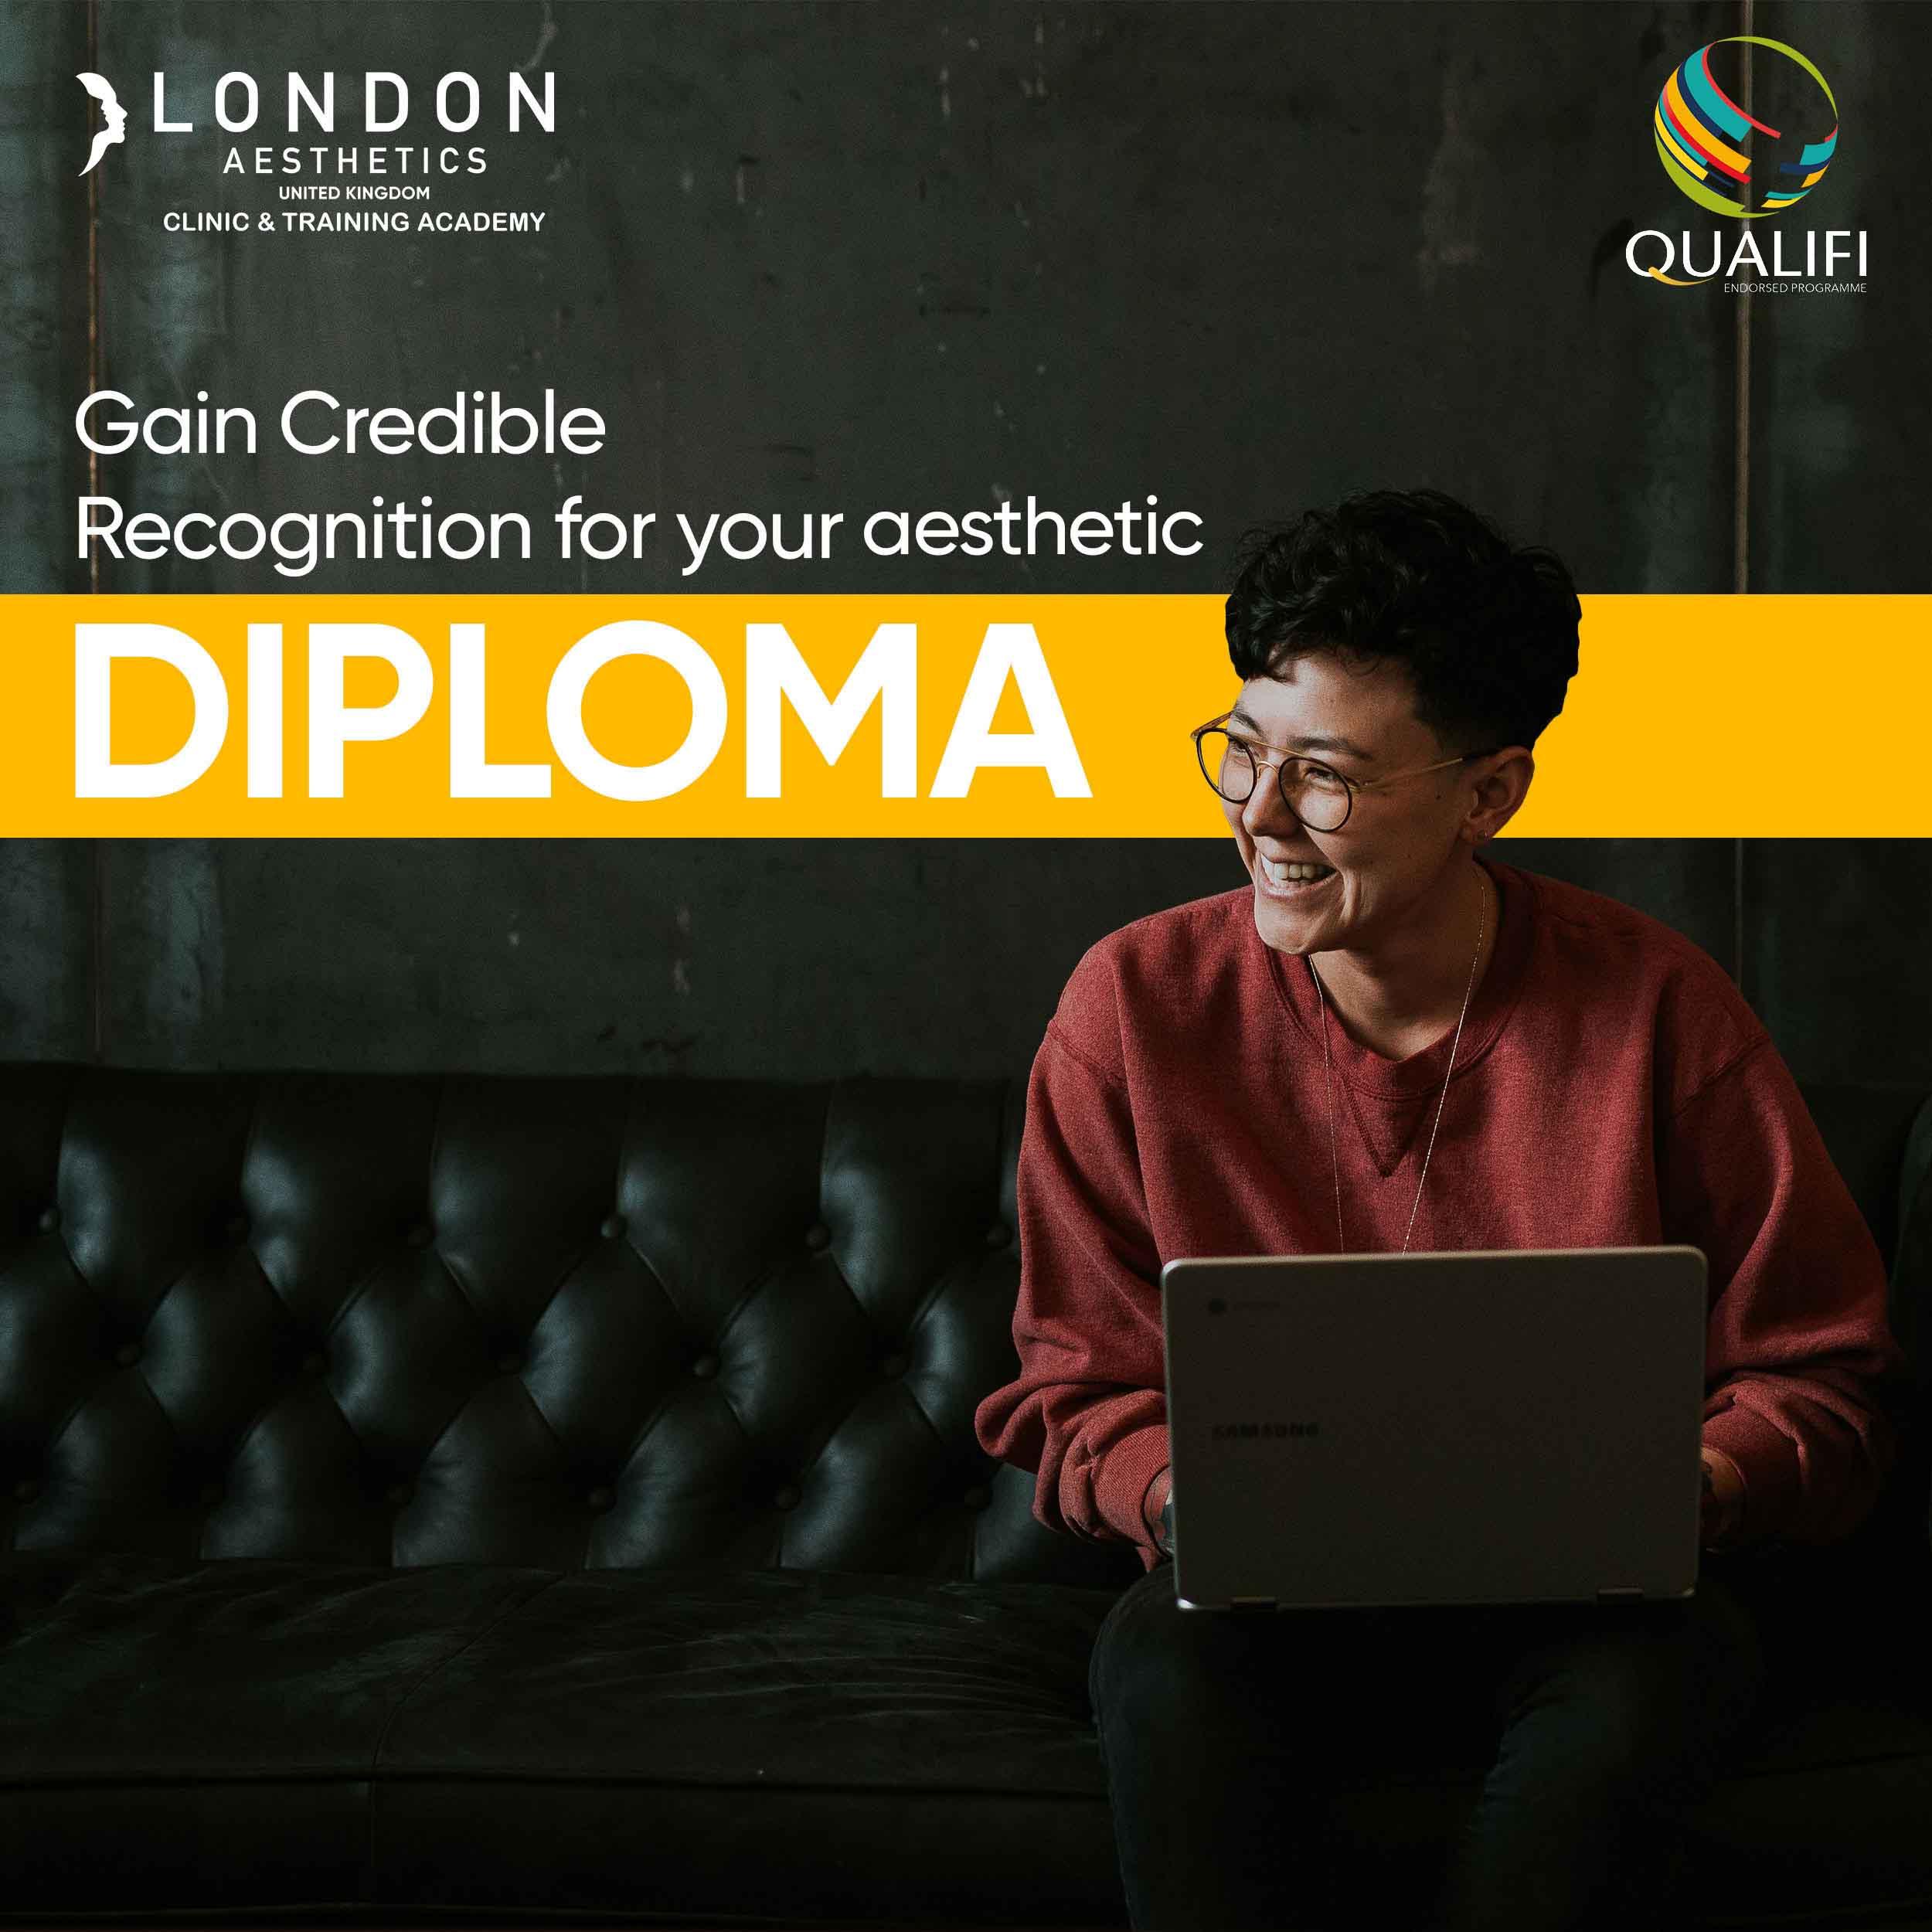 LONDON
AESTHETICS
UNITED KINGDOM
CLINIC & TRAINING ACADEMY
QUALIFI
ENDORSED PROGRAMME
Gain Credible
Recognition for your aesthetic
DIPLOMA
SAMSUNG